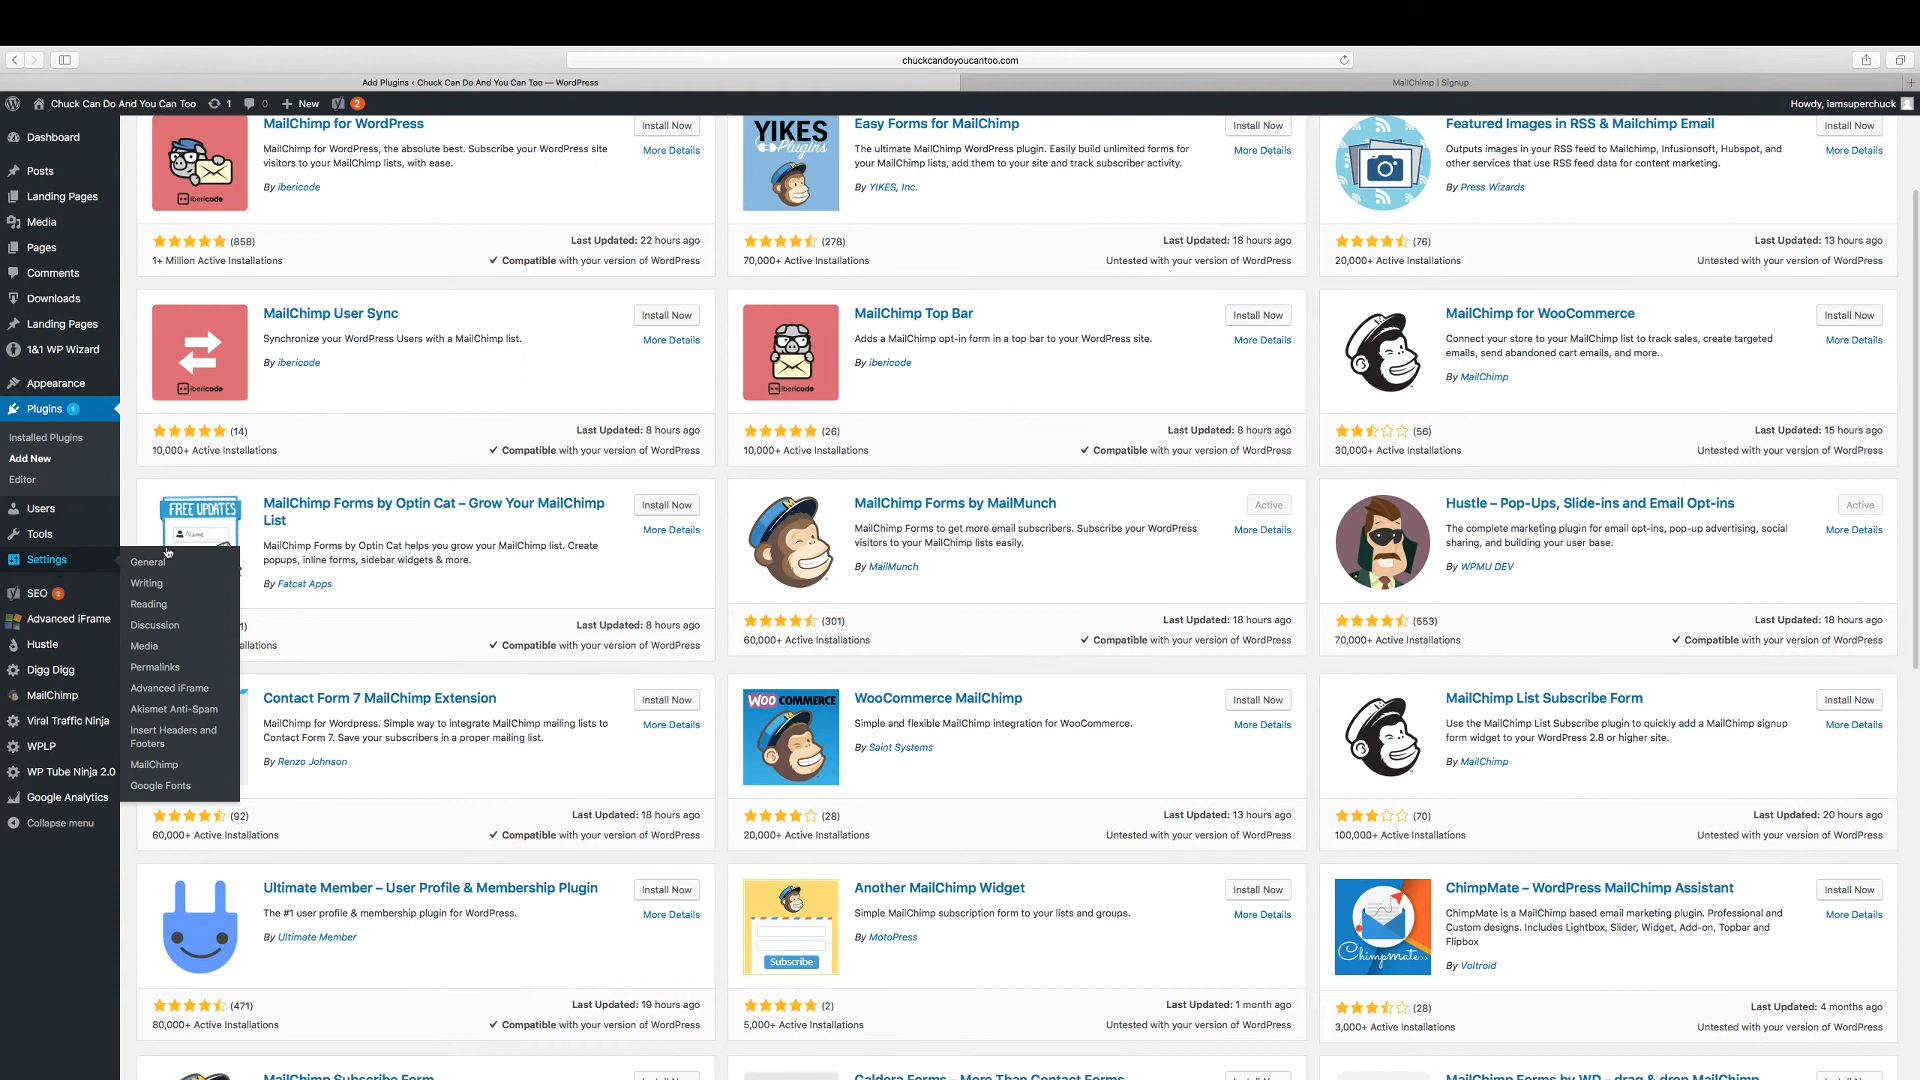 chuckcandoyoucantoo.com
Add Plugins ‹ Chuck Can Do And You Can Too — WordPress
MailChimp | Signup
Chuck Can Do And You Can Too
1
0
New
2
Howdy, iamsuperchuck
Dashboard
Posts
Landing Pages
Media
Pages
Comments
Downloads
Landing Pages
1&1 WP Wizard
Appearance
Plugins 1
Installed Plugins
Add New
Editor
Users
Tools
Settings
SEO 2
Advanced iFrame
Hustle
Digg Digg
MailChimp
Viral Traffic Ninja
WPLP
WP Tube Ninja 2.0
Google Analytics
Collapse menu
General
Writing
Reading
Discussion
Media
Permalinks
Advanced iFrame
Akismet Anti-Spam
Insert Headers and
Footers
MailChimp
Google Fonts
ibericode
MailChimp for WordPress
Install Now
More Details
MailChimp for WordPress, the absolute best. Subscribe your WordPress site
visitors to your MailChimp lists, with ease.
By ibericode
(858)
Last Updated: 22 hours ago
1+ Million Active Installations
Compatible with your version of WordPress
YIKES
Plugins
Easy Forms for MailChimp
Install Now
More Details
The ultimate MailChimp WordPress plugin. Easily build unlimited forms for
your MailChimp lists, add them to your site and track subscriber activity.
By YIKES, Inc.
(278)
Last Updated: 18 hours ago
70,000+ Active Installations
Untested with your version of WordPress
Featured Images in RSS & Mailchimp Email
Install Now
More Details
Outputs images in your RSS feed to Mailchimp, Infusionsoft, Hubspot, and
other services that use RSS feed data for content marketing.
By Press Wizards
(76)
Last Updated: 13 hours ago
20,000+ Active Installations
Untested with your version of WordPress
ibericode
MailChimp User Sync
Install Now
More Details
Synchronize your WordPress Users with a MailChimp list.
By ibericode
(14)
Last Updated: 8 hours ago
10,000+ Active Installations
Compatible with your version of WordPress
ibericode
MailChimp Top Bar
Install Now
More Details
Adds a MailChimp opt-in form in a top bar to your WordPress site.
By ibericode
(26)
Last Updated: 8 hours ago
10,000+ Active Installations
Compatible with your version of WordPress
MailChimp for WooCommerce
Install Now
More Details
Connect your store to your MailChimp list to track sales, create targeted
emails, send abandoned cart emails, and more.
By MailChimp
(56)
Last Updated: 15 hours ago
30,000+ Active Installations
Untested with your version of WordPress
FREE UPDATES
Name
MailChimp Forms by Optin Cat – Grow Your MailChimp
List
Install Now
More Details
MailChimp Forms by Optin Cat helps you grow your MailChimp list. Create
popups, inline forms, sidebar widgets & more.
By Fatcat Apps
1)
Last Updated: 8 hours ago
allations
Compatible with your version of WordPress
MailChimp Forms by MailMunch
Active
More Details
MailChimp Forms to get more email subscribers. Subscribe your WordPress
visitors to your MailChimp lists easily.
By MailMunch
(301)
Last Updated: 18 hours ago
60,000+ Active Installations
Compatible with your version of WordPress
Hustle – Pop-Ups, Slide-ins and Email Opt-ins
Active
More Details
The complete marketing plugin for email opt-ins, pop-up advertising, social
sharing, and building your user base.
By WPMU DEV
(553)
Last Updated: 18 hours ago
70,000+ Active Installations
Compatible with your version of WordPress
Contact Form 7 MailChimp Extension
Install Now
More Details
MailChimp for Wordpress. Simple way to integrate MailChimp mailing lists to
Contact Form 7. Save your subscribers in a proper mailing list.
By Renzo Johnson
(92)
Last Updated: 18 hours ago
60,000+ Active Installations
Compatible with your version of WordPress
WOO COMMERCE
WooCommerce MailChimp
Install Now
More Details
Simple and flexible MailChimp integration for WooCommerce.
By Saint Systems
(28)
Last Updated: 13 hours ago
20,000+ Active Installations
Untested with your version of WordPress
MailChimp List Subscribe Form
Install Now
More Details
Use the MailChimp List Subscribe plugin to quickly add a MailChimp signup
form widget to your WordPress 2.8 or higher site.
By MailChimp
(70)
Last Updated: 20 hours ago
100,000+ Active Installations
Untested with your version of WordPress
Ultimate Member – User Profile & Membership Plugin
Install Now
More Details
The #1 user profile & membership plugin for WordPress.
By Ultimate Member
(471)
Last Updated: 19 hours ago
80,000+ Active Installations
Compatible with your version of WordPress
Subscribe
Another MailChimp Widget
Install Now
More Details
Simple MailChimp subscription form to your lists and groups.
By MotoPress
(2)
Last Updated: 1 month ago
5,000+ Active Installations
Untested with your version of WordPress
Chimpmate>>
ChimpMate – WordPress MailChimp Assistant
Install Now
More Details
ChimpMate is a MailChimp based email marketing plugin. Professional and
Custom designs. Includes Lightbox, Slider, Widget, Add-on, Topbar and
Flipbox
By Voltroid
(28)
Last Updated: 4 months ago
3,000+ Active Installations
Untested with your version of WordPress
MailChimp Subscribe Form
Caldera Forms – More Than Contact Forms
MailChimp Forms by WD – drag & drop MailChimp